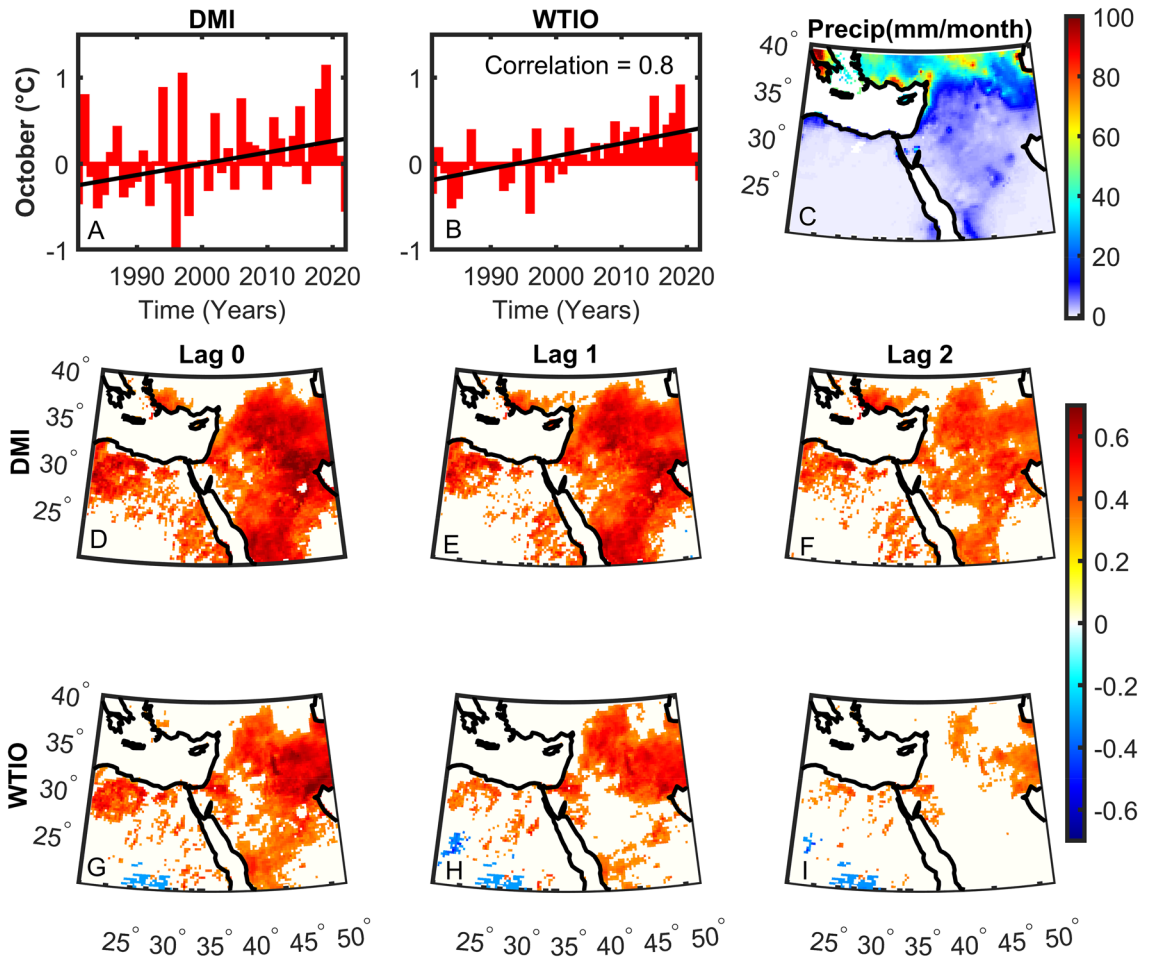 DMI
WTIO
Precip(mm/month)
October (°C)
1
0
-1
A
1990 2000 2010 2020
Time (Years)
Correlation = 0.8
1
0
-1
B
1990 2000 2010 2020
Time (Years)
40°
35°
30°
25°
C
100
80
60
40
20
0
Lag 0
Lag 1
Lag 2
DMI
40°
35°
30°
25°
D
E
F
WTIO
40°
35°
30°
25°
G
H
I
0.6
0.4
0.2
0
-0.2
-0.4
-0.6
25° 30° 35° 40° 45° 50°
25° 30° 35° 40° 45° 50°
25° 30° 35° 40° 45° 50°